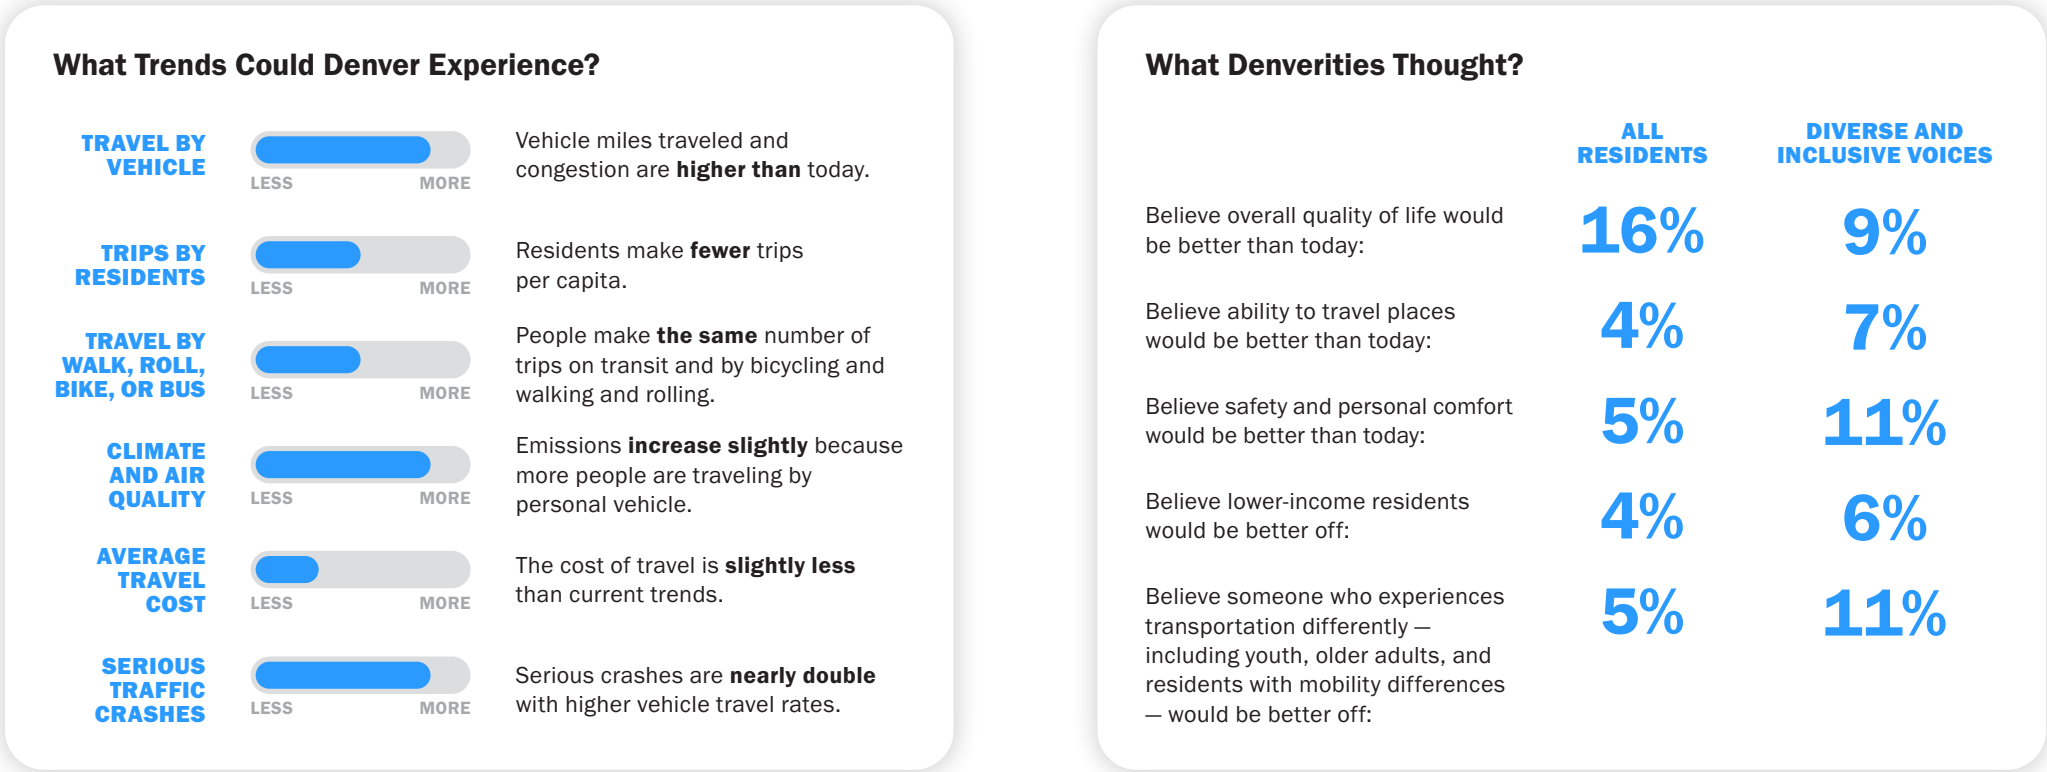 What Trends Could Denver Experience?
TRAVEL BY
VEHICLE
LESS MORE
Vehicle miles traveled and
congestion are higher than today.
TRIPS BY
RESIDENTS
LESS MORE
Residents make fewer trips
per capita.
TRAVEL BY
WALK, ROLL,
BIKE, OR BUS
LESS MORE
People make the same number of
trips on transit and by bicycling and
walking and rolling.
CLIMATE
AND AIR
QUALITY
LESS MORE
Emissions increase slightly because
more people are traveling by
personal vehicle.
AVERAGE
TRAVEL
COST
LESS MORE
The cost of travel is slightly less
than current trends.
SERIOUS
TRAFFIC
CRASHES
LESS MORE
Serious crashes are nearly double
with higher vehicle travel rates.
What Denverities Thought?
ALL
RESIDENTS
DIVERSE AND
INCLUSIVE VOICES
Believe overall quality of life would
be better than today:
16% 9%
Believe ability to travel places
would be better than today:
4% 7%
Believe safety and personal comfort
would be better than today:
5% 11%
Believe lower-income residents
would be better off:
4% 6%
Believe someone who experiences
transportation differently —
including youth, older adults, and
residents with mobility differences
— would be better off:
5% 11%